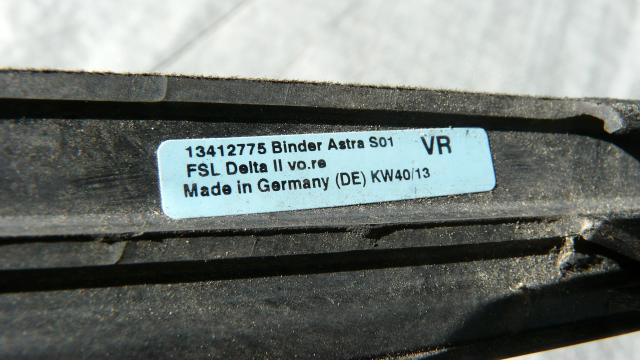 13412775 Binder Astra S01 VR
FSL Delta II vo.re
Made in Germany (DE) KW40/13